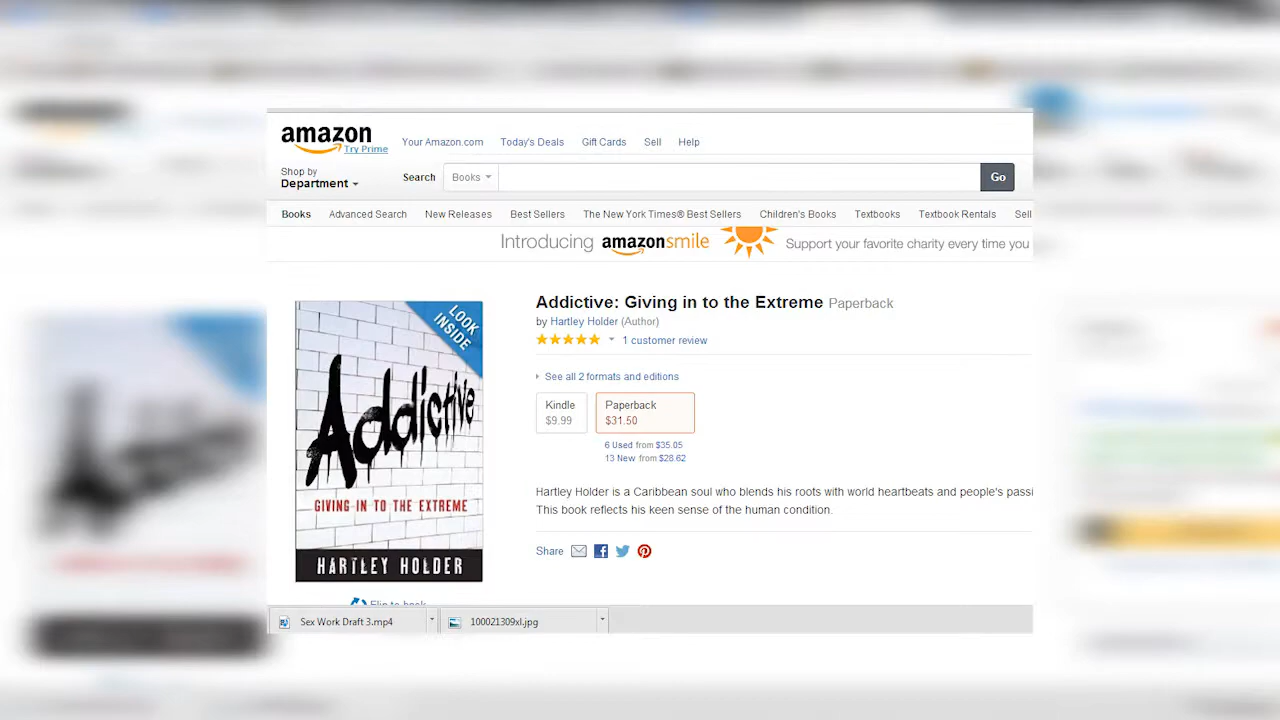 amazon
Try Prime
Your Amazon.com Today's Deals Gift Cards Sell Help
Shop by
Department
Search Books Go
Books Advanced Search New Releases Best Sellers The New York Times® Best Sellers Children's Books Textbooks Textbook Rentals Sell
Introducing amazonsmile Support your favorite charity every time you
LOOK
INSIDE
Addictive
GIVING IN TO THE EXTREME
HARTLEY HOLDER
Flip to back
Addictive: Giving in to the Extreme Paperback
by Hartley Holder (Author)
1 customer review
See all 2 formats and editions
Kindle
$9.99
Paperback
$31.50
6 Used from $35.05
13 New from $28.62
Hartley Holder is a Caribbean soul who blends his roots with world heartbeats and people's passi
This book reflects his keen sense of the human condition.
Share
Sex Work Draft 3.mp4 100021309xl.jpg